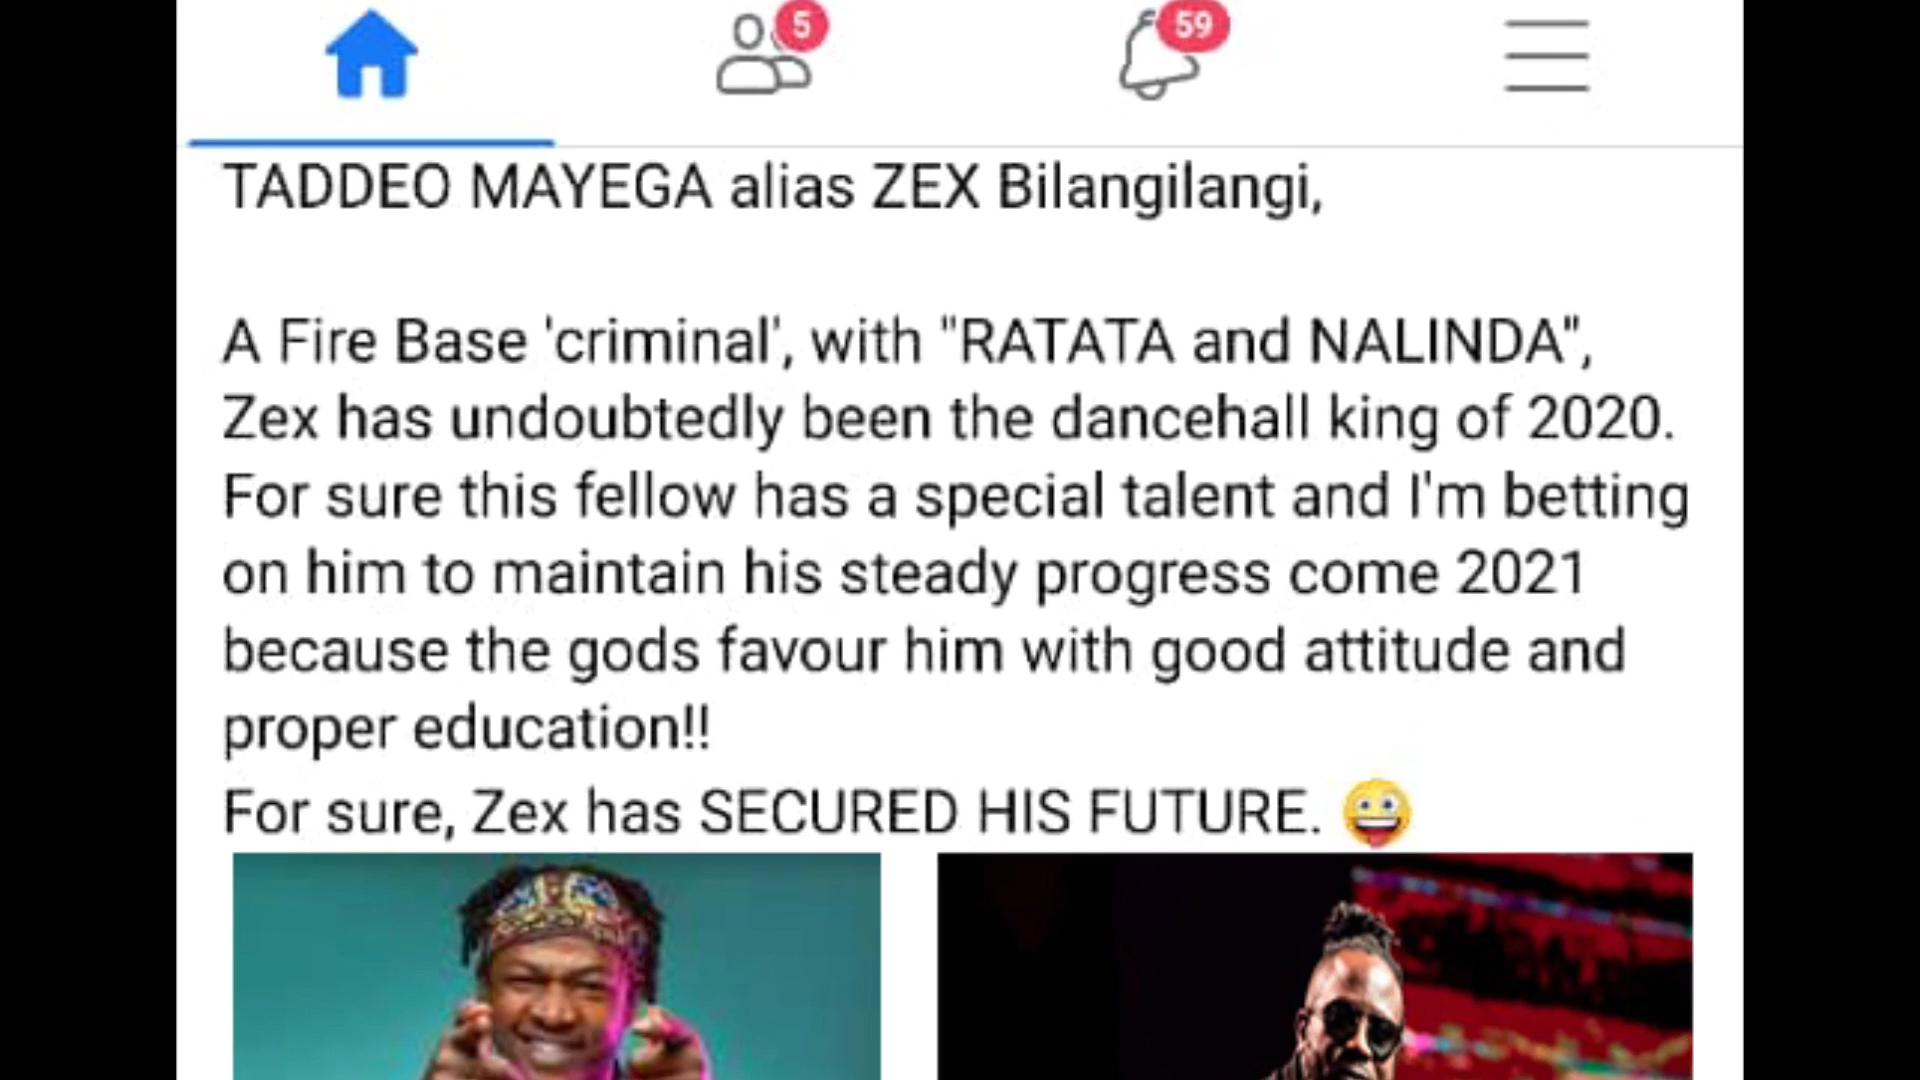 5
59
TADDEO MAYEGA alias ZEX Bilangilangi,
A Fire Base 'criminal', with "RATATA and NALINDA",
Zex has undoubtedly been the dancehall king of 2020.
For sure this fellow has a special talent and I'm betting
on him to maintain his steady progress come 2021
because the gods favour him with good attitude and
proper education!!
For sure, Zex has SECURED HIS FUTURE. 🤪